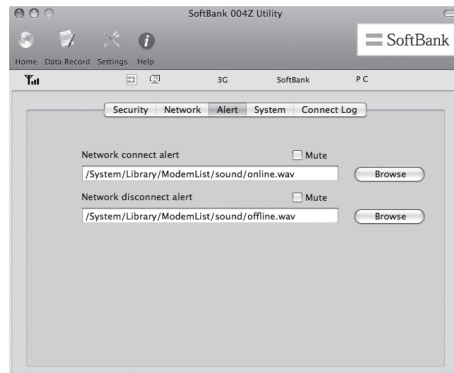 SoftBank 004Z Utility
SoftBank
Home Data Record Settings Help
3G SoftBank PC
Security Network Alert System Connect Log
Network connect alert Mute
/System/Library/ModemList/sound/online.wav Browse
Network disconnect alert Mute
/System/Library/ModemList/sound/offline.wav Browse